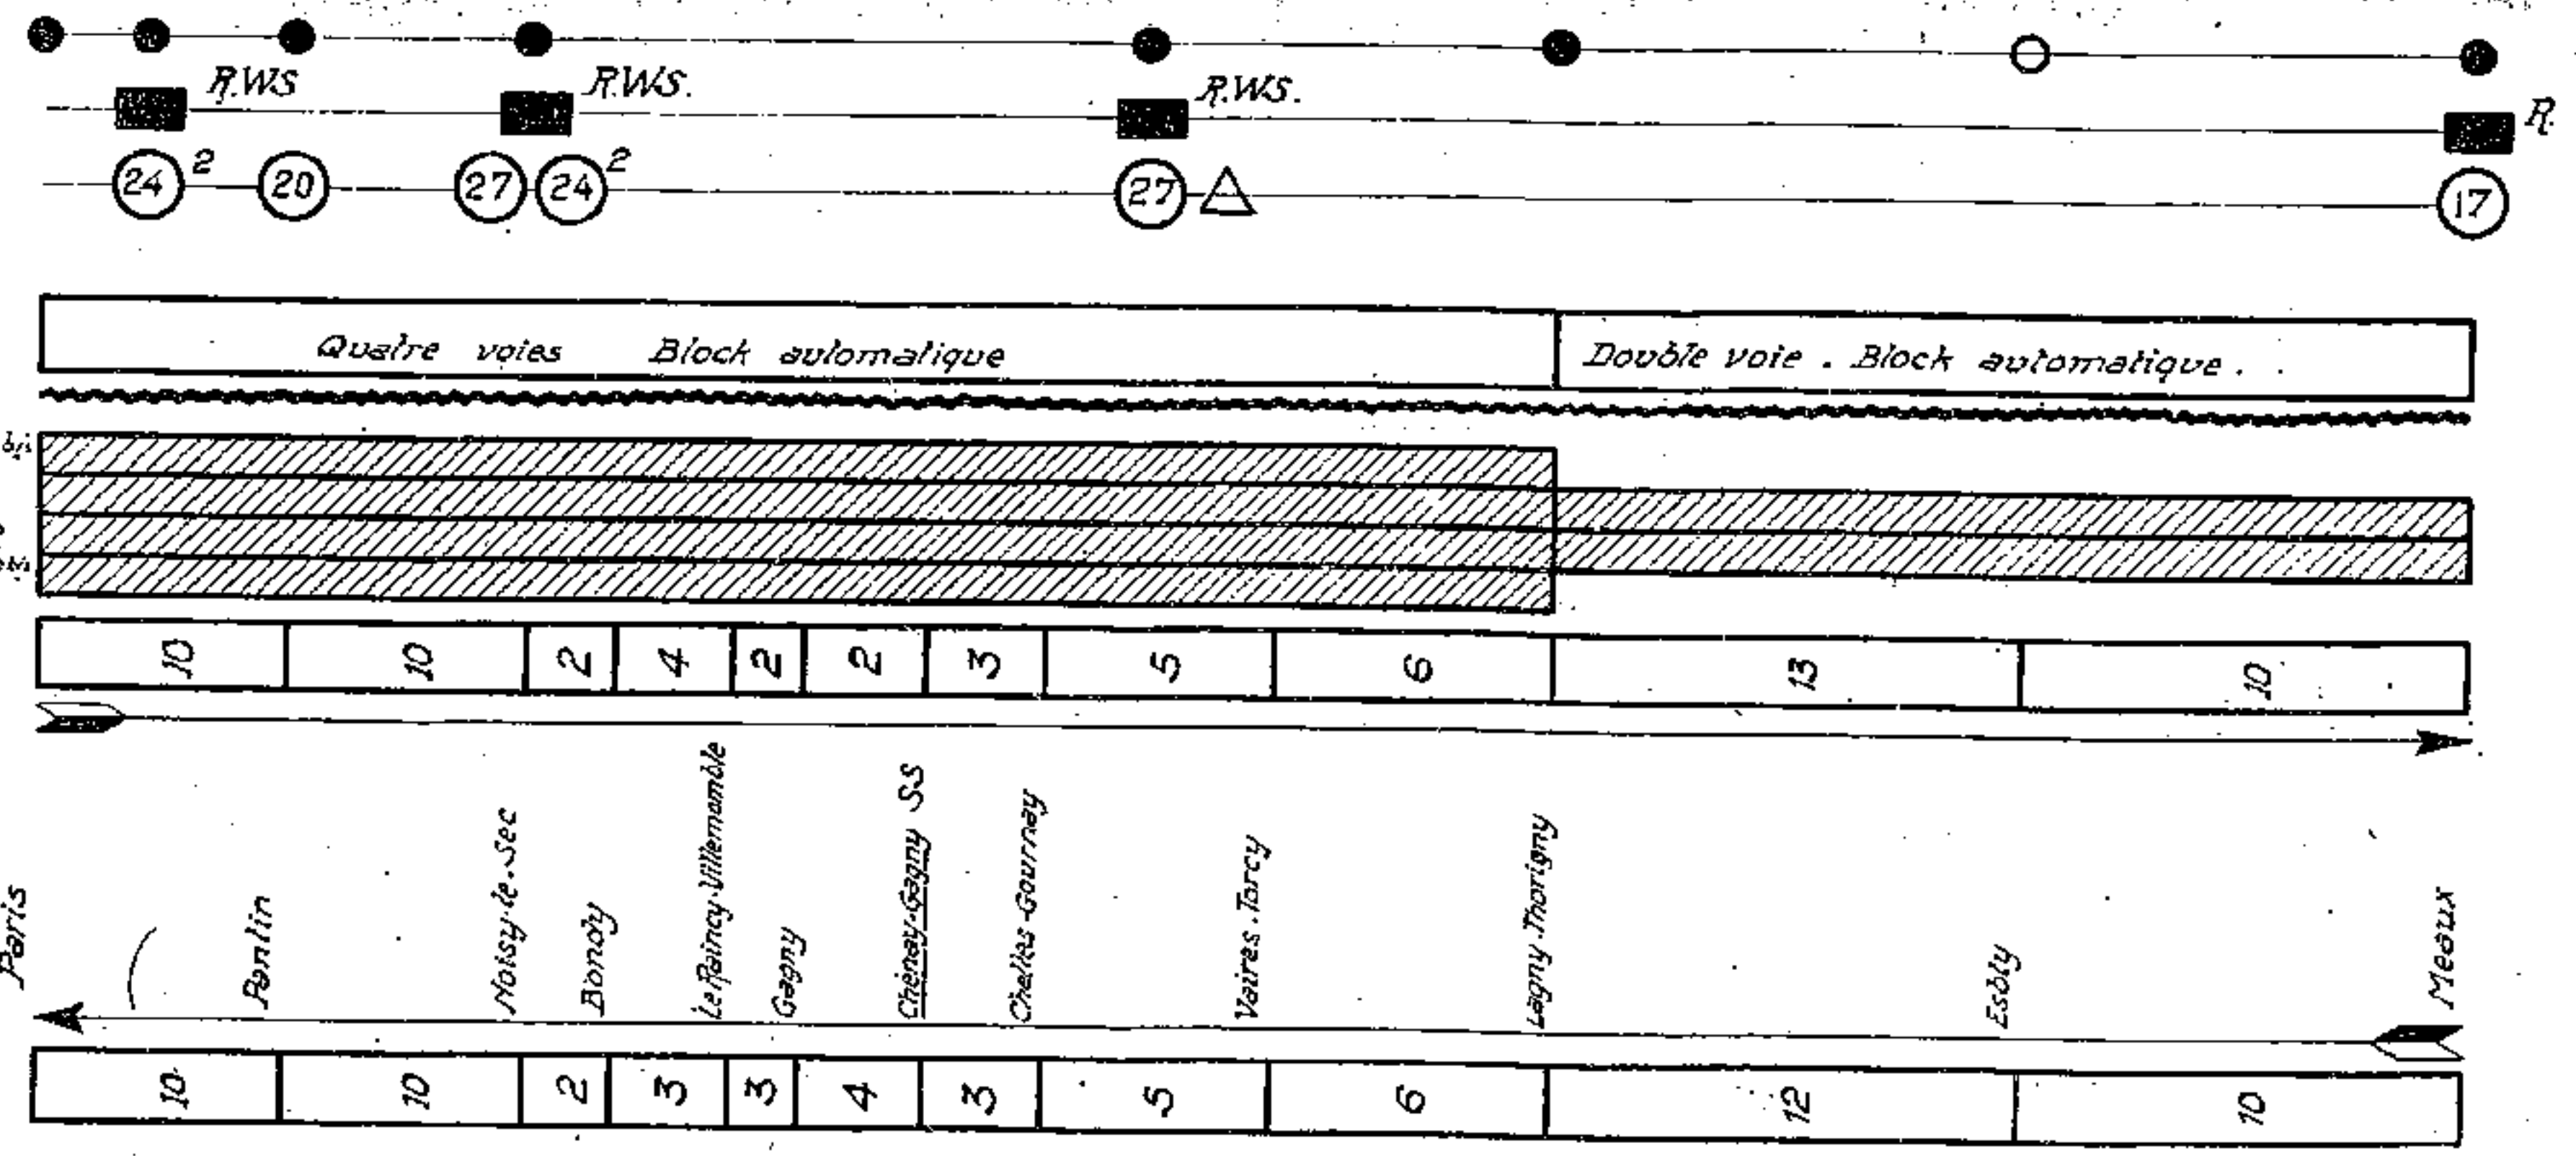 R.WS R.WS. R.WS. R.
24 2 20 27 24 2 27 17
Quatre voies Block automatique Double voie . Block automatique .
bis
bis
10 10 2 4 2 2 3 5 6 13 10
Paris Pantin Noisy-le-Sec Bondy Le Raincy-Villemomble Gagny Chénay-Gagny SS Chelles-Gournay Vaires-Torcy Lagny-Thorigny Esbly Meaux
10 10 2 3 3 4 3 5 6 12 10